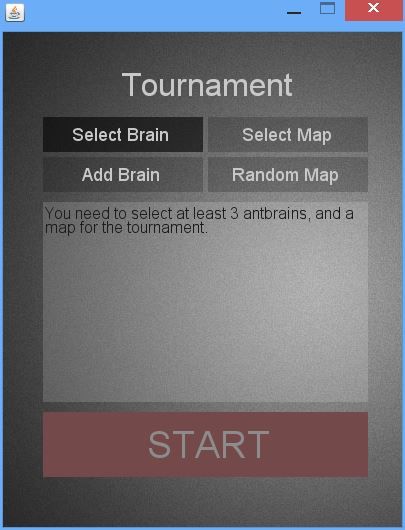 Tournament
Select Brain
Select Map
Add Brain
Random Map
You need to select at least 3 antbrains, and a
map for the tournament.
START